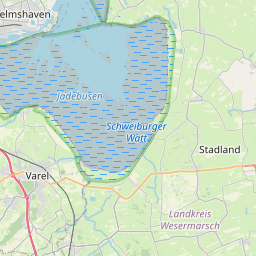 elmshaven
Jadebusen
Schweiburger
Watt
Stadland
Varel
Landkreis
Wesermarsch